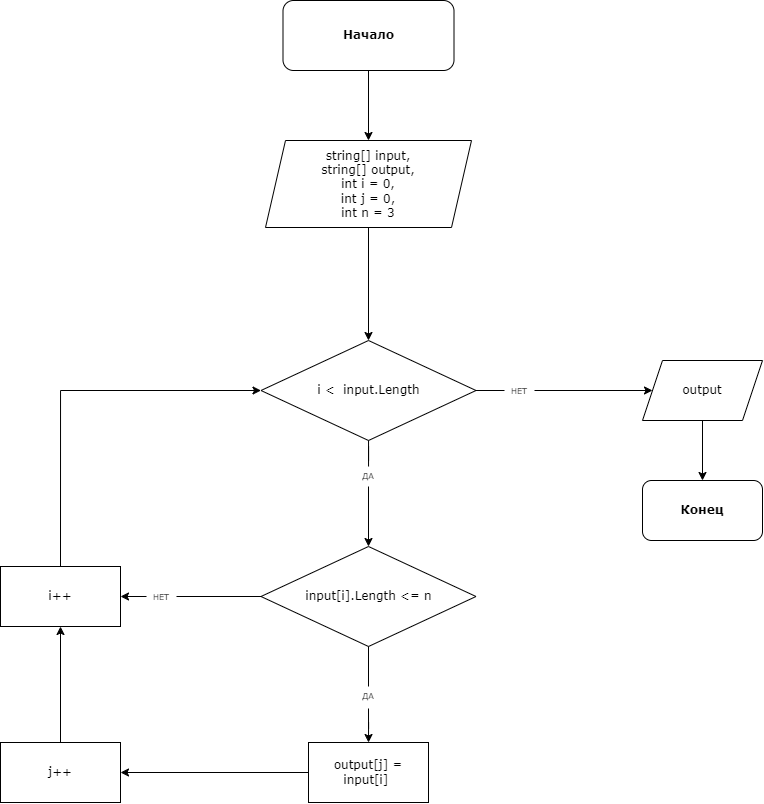 Начало
string[] input,
string[] output,
int i = 0,
int j = 0,
int n = 3
i < input.Length
НЕТ
output
ДА
Конец
input[i].Length <= n
НЕТ
i++
ДА
output[j] =
input[i]
j++